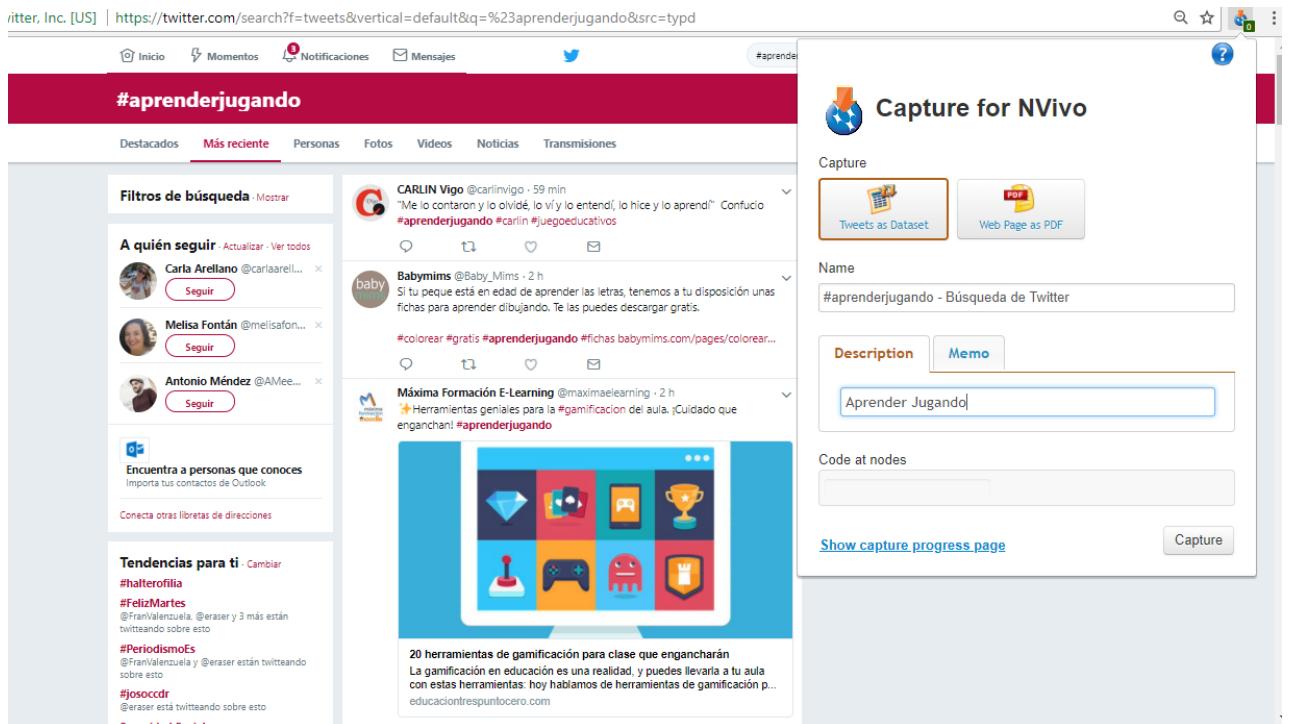 vitter, Inc. [US] | https://twitter.com/search?f=tweets&vertical=default&q=%23aprenderjugando&src=typd
0
Inicio Momentos 3 Notificaciones Mensajes
#aprende
#aprenderjugando
Destacados Más reciente Personas Fotos Videos Noticias Transmisiones
Filtros de búsqueda · Mostrar
A quién seguir · Actualizar · Ver todos
Carla Arellano @carlaarell... ×
Seguir
Melisa Fontán @melisafon... ×
Seguir
Antonio Méndez @AMee... ×
Seguir
Encuentra a personas que conoces
Importa tus contactos de Outlook
Conecta otras libretas de direcciones
Tendencias para ti · Cambiar
#halterofilia
#FelizMartes
@FranValenzuela, @eraser y 3 más están
twitteando sobre esto
#PeriodismoEs
@FranValenzuela y @eraser están twitteando
sobre esto
#josoccdr
@eraser está twitteando sobre esto
CARLIN Vigo @carlinvigo · 59 min
"Me lo contaron y lo olvidé, lo ví y lo entendí, lo hice y lo aprendí" Confucio
#aprenderjugando #carlin #juegoeducativos
baby
mims
Babymims @Baby_Mims · 2 h
Si tu peque está en edad de aprender las letras, tenemos a tu disposición unas
fichas para aprender dibujando. Te las puedes descargar gratis.
#colorear #gratis #aprenderjugando #fichas babymims.com/pages/colorear...
Máxima Formación E-Learning @maximaelearning · 2 h
✨Herramientas geniales para la #gamificacion del aula. ¡Cuidado que
enganchan! #aprenderjugando
20 herramientas de gamificación para clase que engancharán
La gamificación en educación es una realidad, y puedes llevarla a tu aula
con estas herramientas: hoy hablamos de herramientas de gamificación p...
educaciontrespuntocero.com
?
Capture for NVivo
Capture
Tweets as Dataset
PDF
Web Page as PDF
Name
#aprenderjugando - Búsqueda de Twitter
Description Memo
Aprender Jugando
Code at nodes
Show capture progress page
Capture